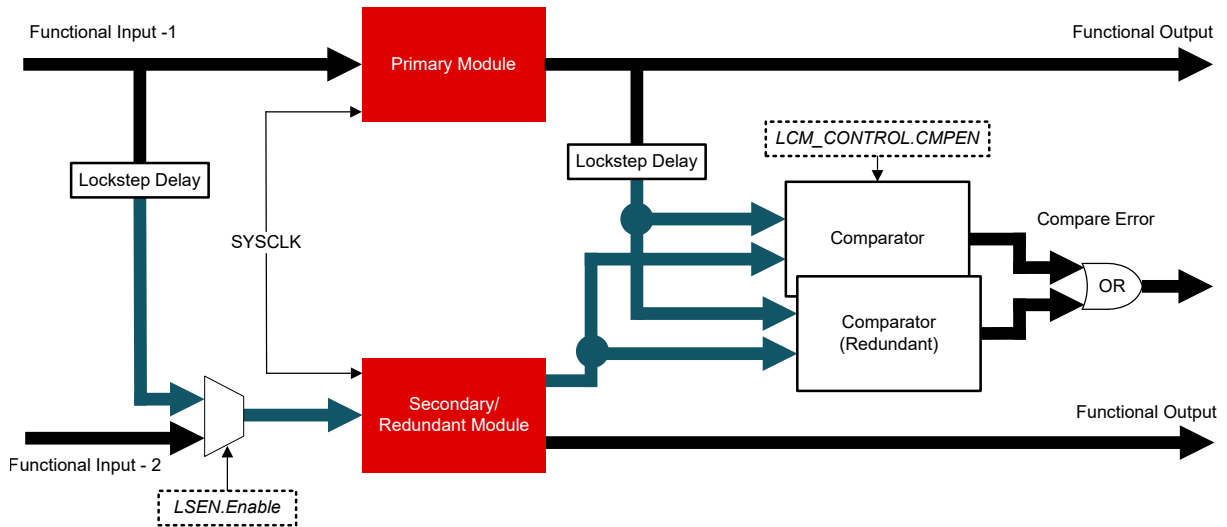 Functional Input -1
Functional Output
Primary Module
LCM_CONTROL.CMPEN
Lockstep Delay
Lockstep Delay
Compare Error
SYSCLK
Comparator
OR
Comparator
(Redundant)
Secondary/
Redundant Module
Functional Output
Functional Input - 2
LSEN.Enable